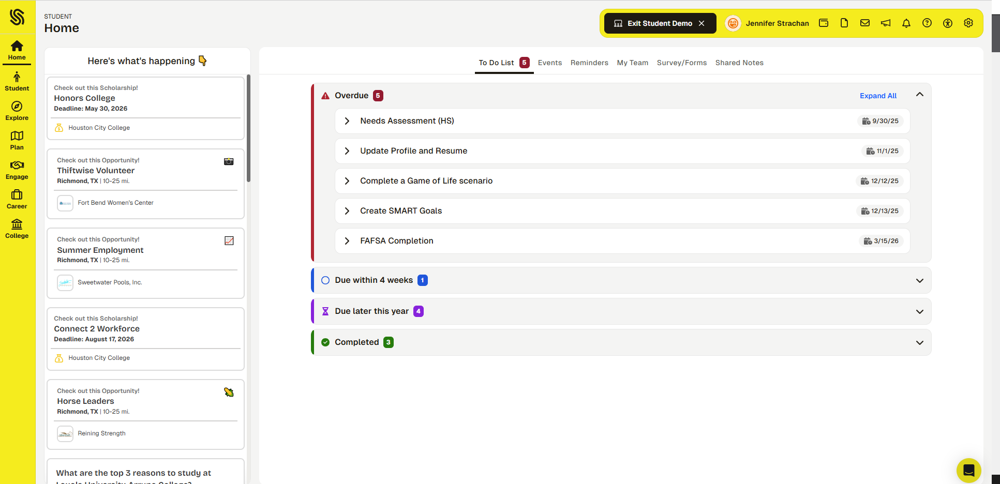 STUDENT
Home
Exit Student Demo
Jennifer Strachan
Home
Student
Explore
Plan
Engage
Career
College
Here's what's happening
Check out this Scholarship!
Honors College
Deadline: May 30, 2026
Houston City College
Check out this Opportunity!
Thiftwise Volunteer
Richmond, TX | 10-25 mi.
Fort Bend Women's Center
Check out this Opportunity!
Summer Employment
Richmond, TX | 10-25 mi.
Sweetwater Pools, Inc.
Check out this Scholarship!
Connect 2 Workforce
Deadline: August 17, 2026
Houston City College
Check out this Opportunity!
Horse Leaders
Richmond, TX | 10-25 mi.
Reining Strength
What are the top 3 reasons to study at
Loyola University Arrupe College?
To Do List 5 Events Reminders My Team Survey/Forms Shared Notes
Overdue 5 Expand All
Needs Assessment (HS) 9/30/25
Update Profile and Resume 11/1/25
Complete a Game of Life scenario 12/12/25
Create SMART Goals 12/13/25
FAFSA Completion 3/15/26
Due within 4 weeks 1
Due later this year 4
Completed 3